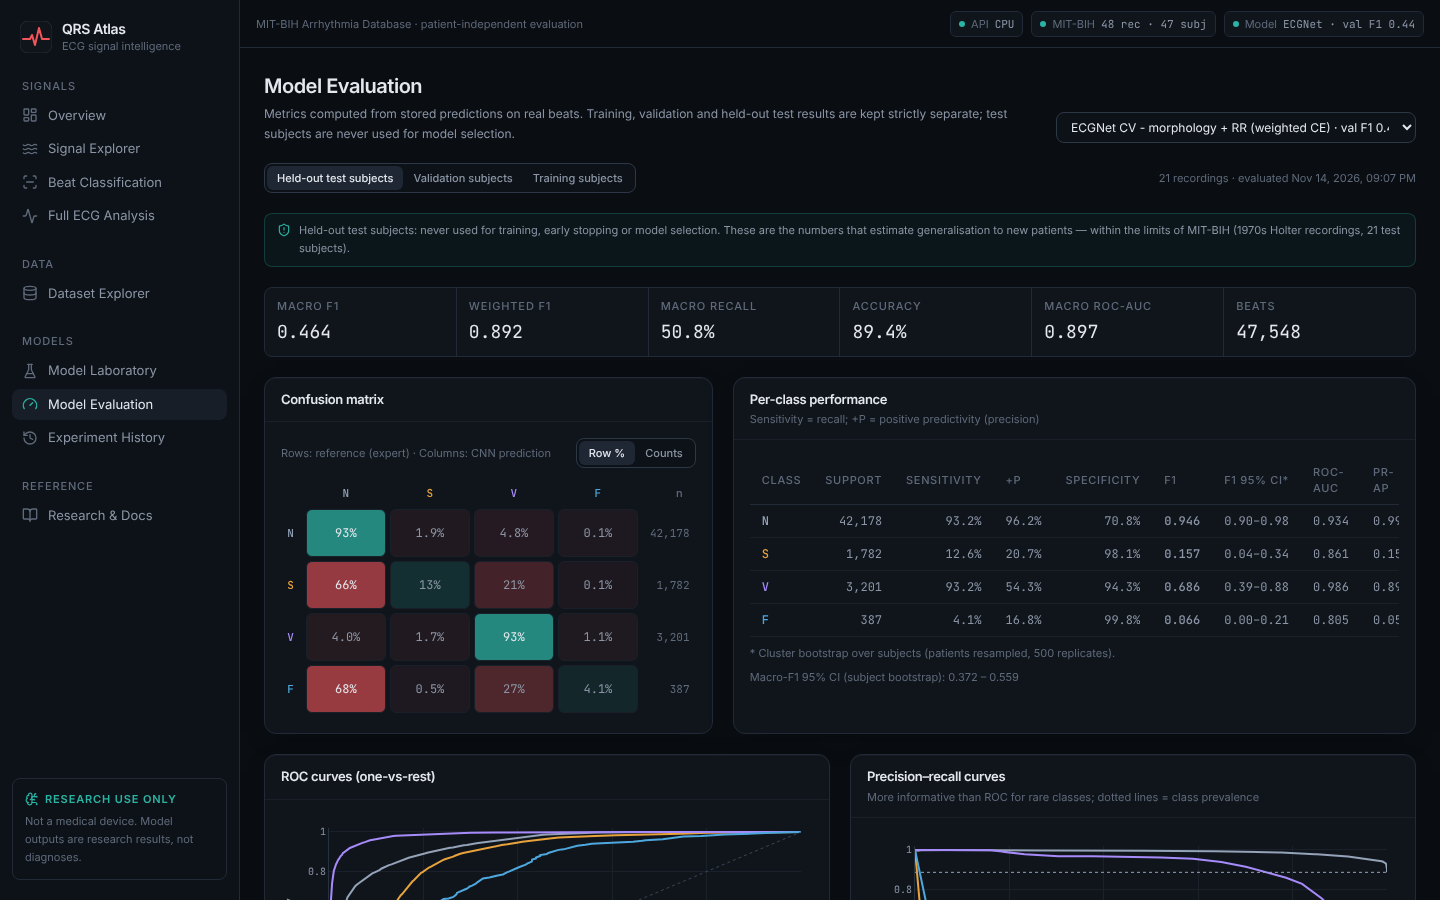 QRS Atlas
ECG signal intelligence
SIGNALS
Overview
Signal Explorer
Beat Classification
Full ECG Analysis
DATA
Dataset Explorer
MODELS
Model Laboratory
Model Evaluation
Experiment History
REFERENCE
Research & Docs
RESEARCH USE ONLY
Not a medical device. Model
outputs are research results, not
diagnoses.
MIT-BIH Arrhythmia Database · patient-independent evaluation
API CPU
MIT-BIH 48 rec · 47 subj
Model ECGNet · val F1 0.44
Model Evaluation
Metrics computed from stored predictions on real beats. Training, validation and held-out test results are kept strictly separate; test
subjects are never used for model selection.
ECGNet CV - morphology + RR (weighted CE) · val F1 0.
Held-out test subjects Validation subjects Training subjects
21 recordings · evaluated Nov 14, 2026, 09:07 PM
Held-out test subjects: never used for training, early stopping or model selection. These are the numbers that estimate generalisation to new patients — within the limits of MIT-BIH (1970s Holter recordings, 21 test
subjects).
MACRO F1 WEIGHTED F1 MACRO RECALL ACCURACY MACRO ROC-AUC BEATS
0.464 0.892 50.8% 89.4% 0.897 47,548
Confusion matrix
Rows: reference (expert) · Columns: CNN prediction
Row % Counts
N S V F n
N 93% 1.9% 4.8% 0.1% 42,178
S 66% 13% 21% 0.1% 1,782
V 4.0% 1.7% 93% 1.1% 3,201
F 68% 0.5% 27% 4.1% 387
Per-class performance
Sensitivity = recall; +P = positive predictivity (precision)
CLASS SUPPORT SENSITIVITY +P SPECIFICITY F1 F1 95% CI* ROC-AUC PR-AP
N 42,178 93.2% 96.2% 70.8% 0.946 0.90–0.98 0.934 0.99
S 1,782 12.6% 20.7% 98.1% 0.157 0.04–0.34 0.861 0.15
V 3,201 93.2% 54.3% 94.3% 0.686 0.39–0.88 0.986 0.89
F 387 4.1% 16.8% 99.8% 0.066 0.00–0.21 0.805 0.05
* Cluster bootstrap over subjects (patients resampled, 500 replicates).
Macro-F1 95% CI (subject bootstrap): 0.372 – 0.559
ROC curves (one-vs-rest)
1
0.8
Precision–recall curves
More informative than ROC for rare classes; dotted lines = class prevalence
1
0.8